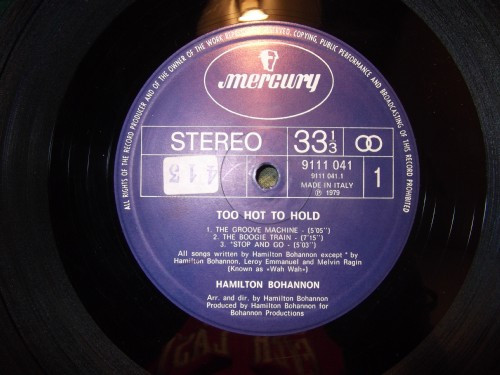 ALL RIGHTS OF THE RECORD PRODUCER AND OF THE OWNER OF THE WORK REPRODUCED RESERVED. COPYING, PUBLIC PERFORMANCE AND BROADCASTING OF THIS RECORD PROHIBITED
mercury
STEREO
33 1/3
9111 041
9111 041.1
MADE IN ITALY
Ⓟ 1979
1
413
TOO HOT TO HOLD
1. THE GROOVE MACHINE - (5'05'')
2. THE BOOGIE TRAIN - (7'15'')
3. "STOP AND GO - (5'03'')
All songs written by Hamilton Bohannon except " by
Hamilton Bohannon, Leroy Emmanuel and Melvin Ragin
(Known as «Wah Wah»)
HAMILTON BOHANNON
Arr. and dir. by Hamilton Bohannon
Produced by Hamilton Bohannon for
Bohannon Productions